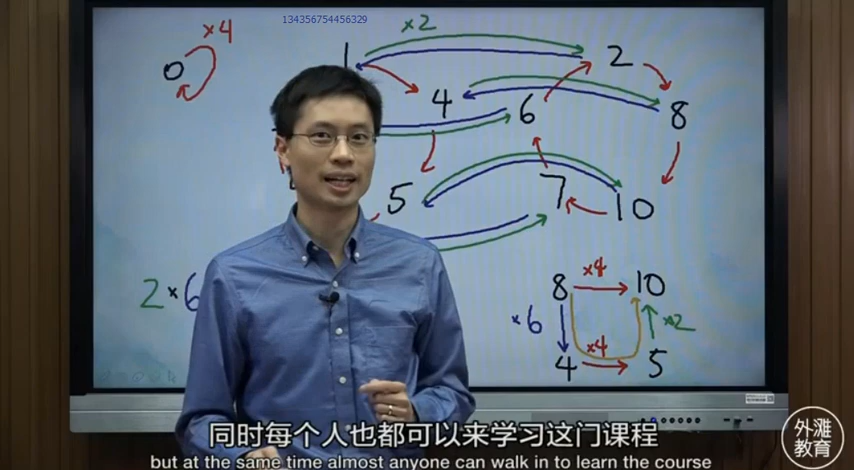 134356754456329
×4
0
1
×2
2
4
6
8
5
7
10
2×6
8 ×4 10
×6
×2
4 ×4 5
同时每个人也都可以来学习这门课程
but at the same time almost anyone can walk in to learn the course
外滩
教育